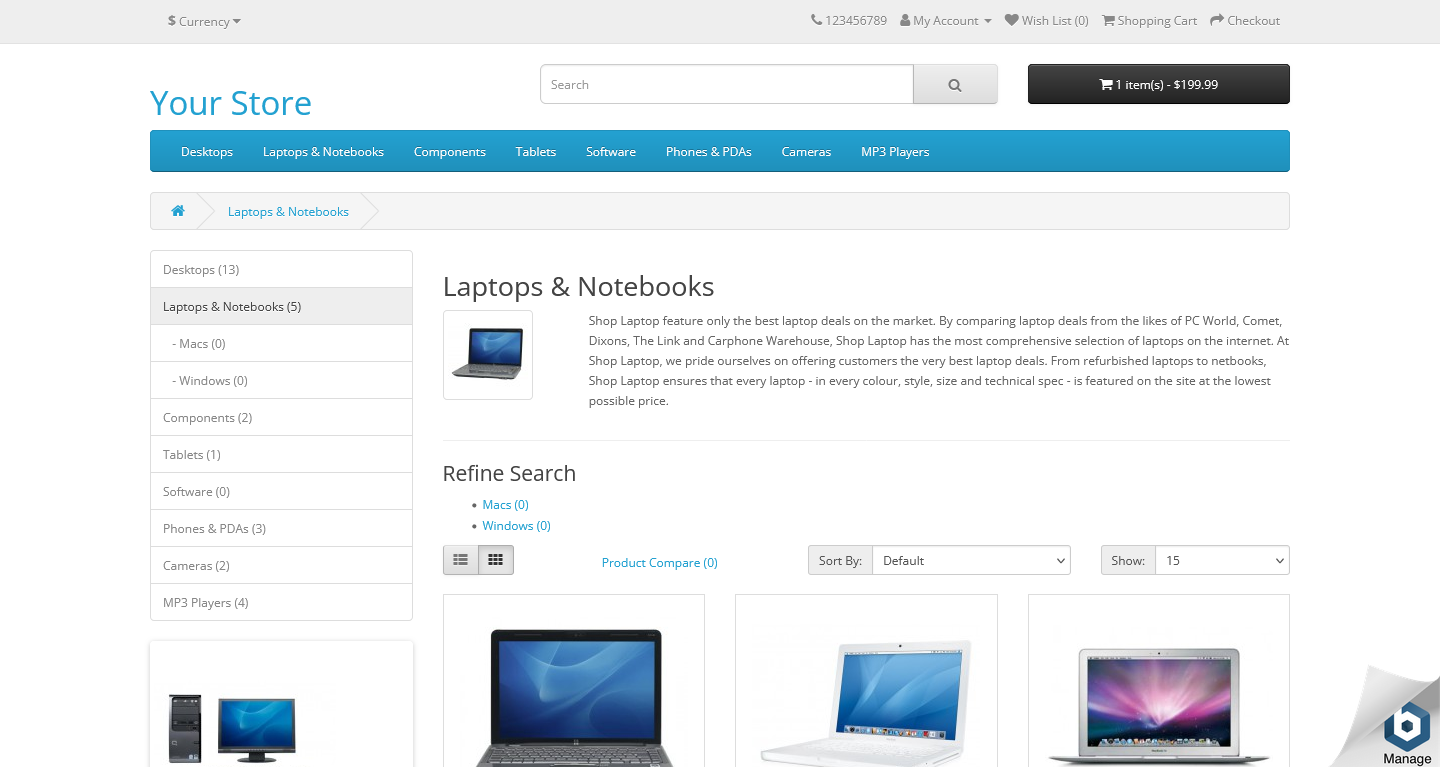 $ Currency
123456789 My Account Wish List (0) Shopping Cart Checkout
Your Store
Search
1 item(s) - $199.99
Desktops Laptops & Notebooks Components Tablets Software Phones & PDAs Cameras MP3 Players
Laptops & Notebooks
Desktops (13)
Laptops & Notebooks (5)
- Macs (0)
- Windows (0)
Components (2)
Tablets (1)
Software (0)
Phones & PDAs (3)
Cameras (2)
MP3 Players (4)
Laptops & Notebooks
Shop Laptop feature only the best laptop deals on the market. By comparing laptop deals from the likes of PC World, Comet,
Dixons, The Link and Carphone Warehouse, Shop Laptop has the most comprehensive selection of laptops on the internet. At
Shop Laptop, we pride ourselves on offering customers the very best laptop deals. From refurbished laptops to netbooks,
Shop Laptop ensures that every laptop - in every colour, style, size and technical spec - is featured on the site at the lowest
possible price.
Refine Search
Macs (0)
Windows (0)
Product Compare (0)
Sort By: Default
Show: 15
Manage